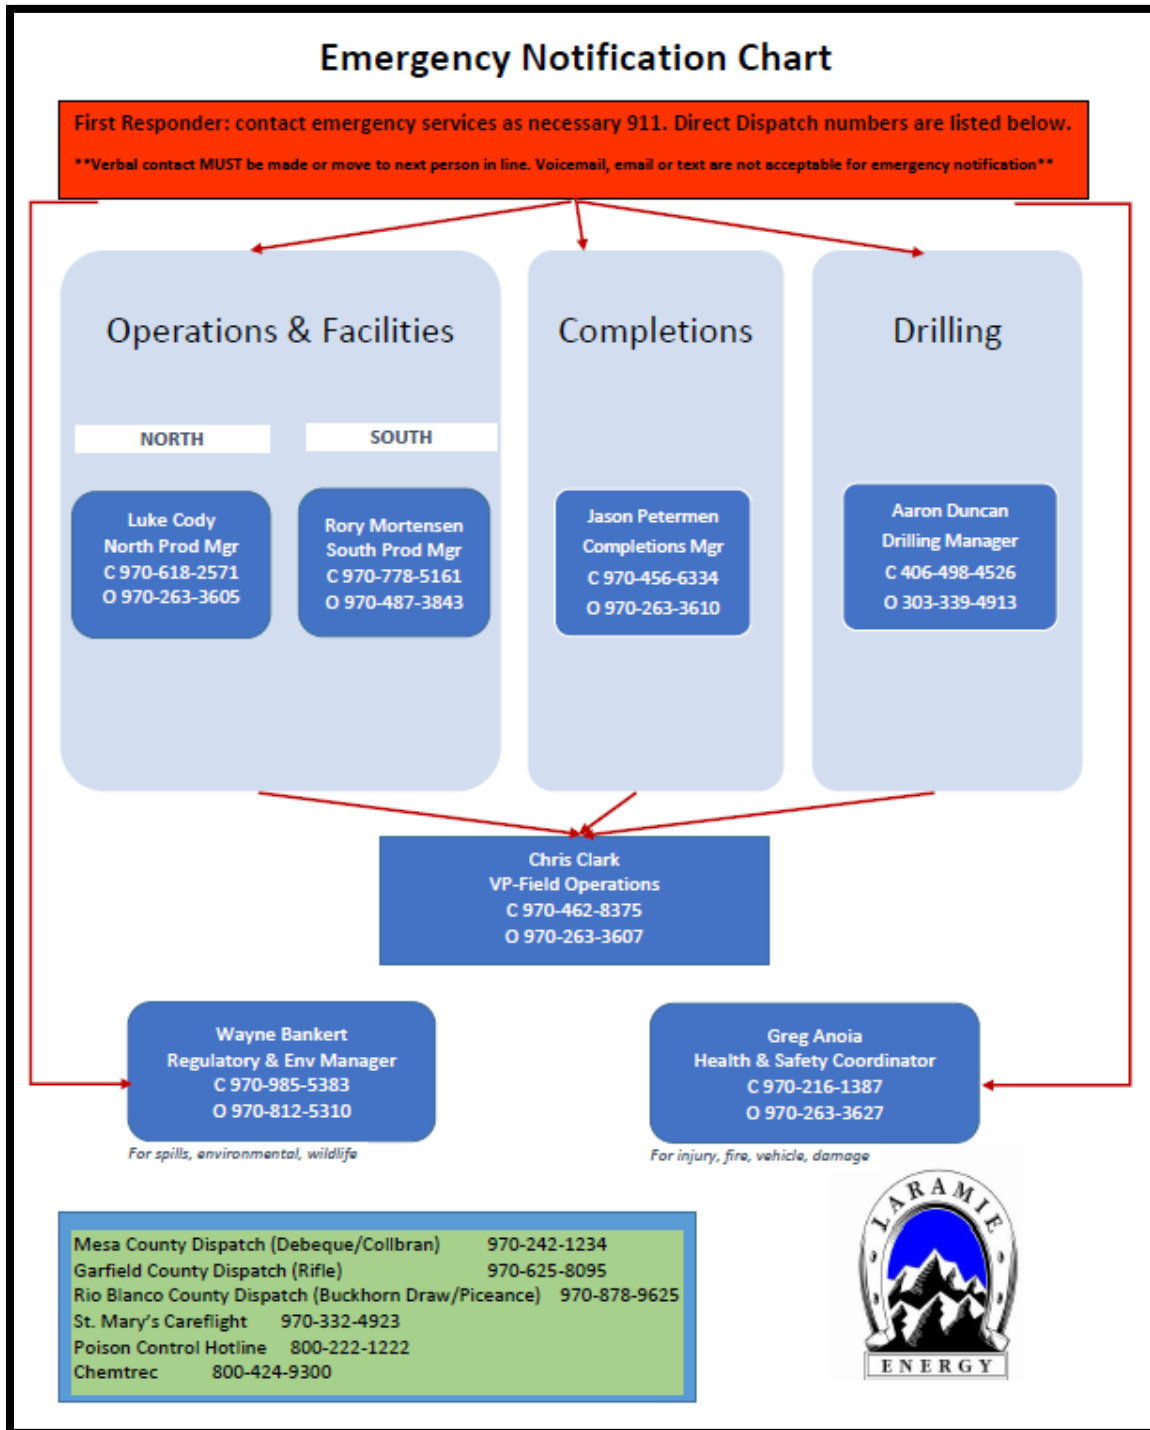 Emergency Notification Chart
First Responder: contact emergency services as necessary 911. Direct Dispatch numbers are listed below.
**Verbal contact MUST be made or move to next person in line. Voicemail, email or text are not acceptable for emergency notification**
Operations & Facilities
NORTH
SOUTH
Luke Cody
North Prod Mgr
C 970-618-2571
O 970-263-3605
Rory Mortensen
South Prod Mgr
C 970-778-5161
O 970-487-3843
Completions
Jason Petermen
Completions Mgr
C 970-456-6334
O 970-263-3610
Drilling
Aaron Duncan
Drilling Manager
C 406-498-4526
O 303-339-4913
Chris Clark
VP-Field Operations
C 970-462-8375
O 970-263-3607
Wayne Bankert
Regulatory & Env Manager
C 970-985-5383
O 970-812-5310
For spills, environmental, wildlife
Greg Anoia
Health & Safety Coordinator
C 970-216-1387
O 970-263-3627
For injury, fire, vehicle, damage
Mesa County Dispatch (Debeque/Collbran) 970-242-1234
Garfield County Dispatch (Rifle) 970-625-8095
Rio Blanco County Dispatch (Buckhorn Draw/Piceance) 970-878-9625
St. Mary's Careflight 970-332-4923
Poison Control Hotline 800-222-1222
Chemtrec 800-424-9300
LARAMIE
ENERGY